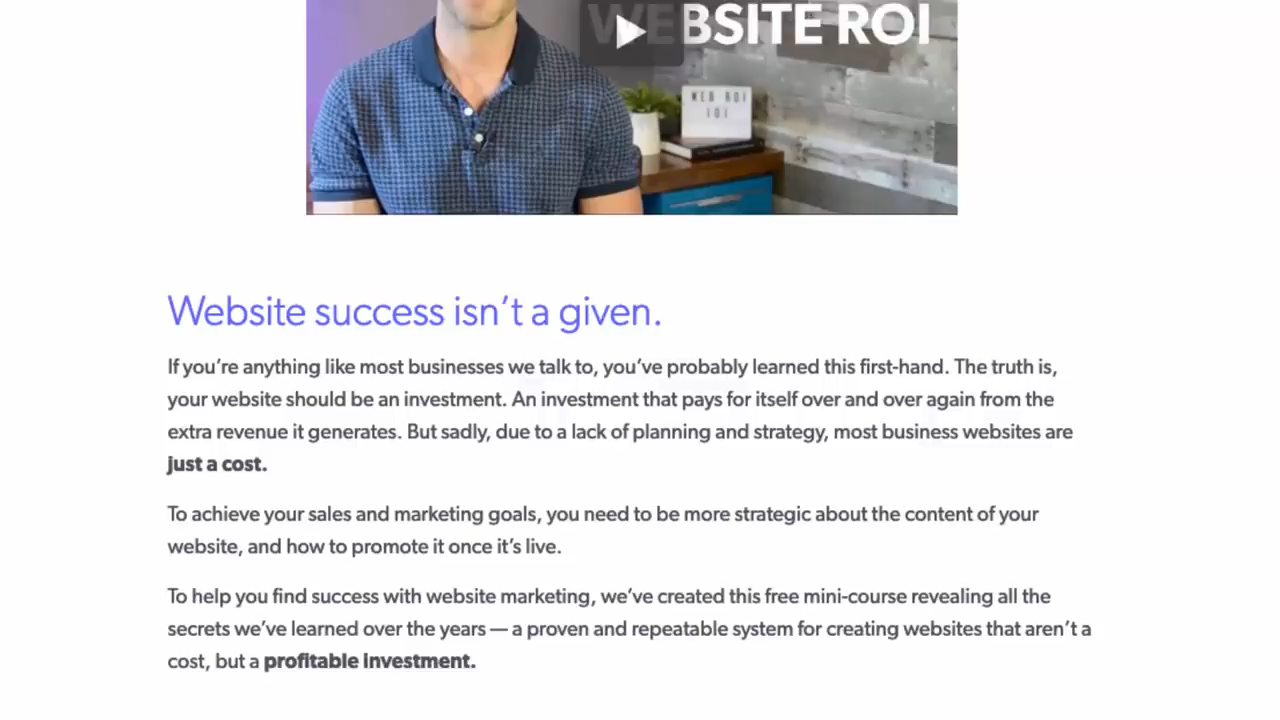 WEBSITE ROI
WEB ROI
101
Website success isn't a given.
If you're anything like most businesses we talk to, you've probably learned this first-hand. The truth is,
your website should be an investment. An investment that pays for itself over and over again from the
extra revenue it generates. But sadly, due to a lack of planning and strategy, most business websites are
just a cost.
To achieve your sales and marketing goals, you need to be more strategic about the content of your
website, and how to promote it once it's live.
To help you find success with website marketing, we've created this free mini-course revealing all the
secrets we've learned over the years — a proven and repeatable system for creating websites that aren't a
cost, but a profitable investment.